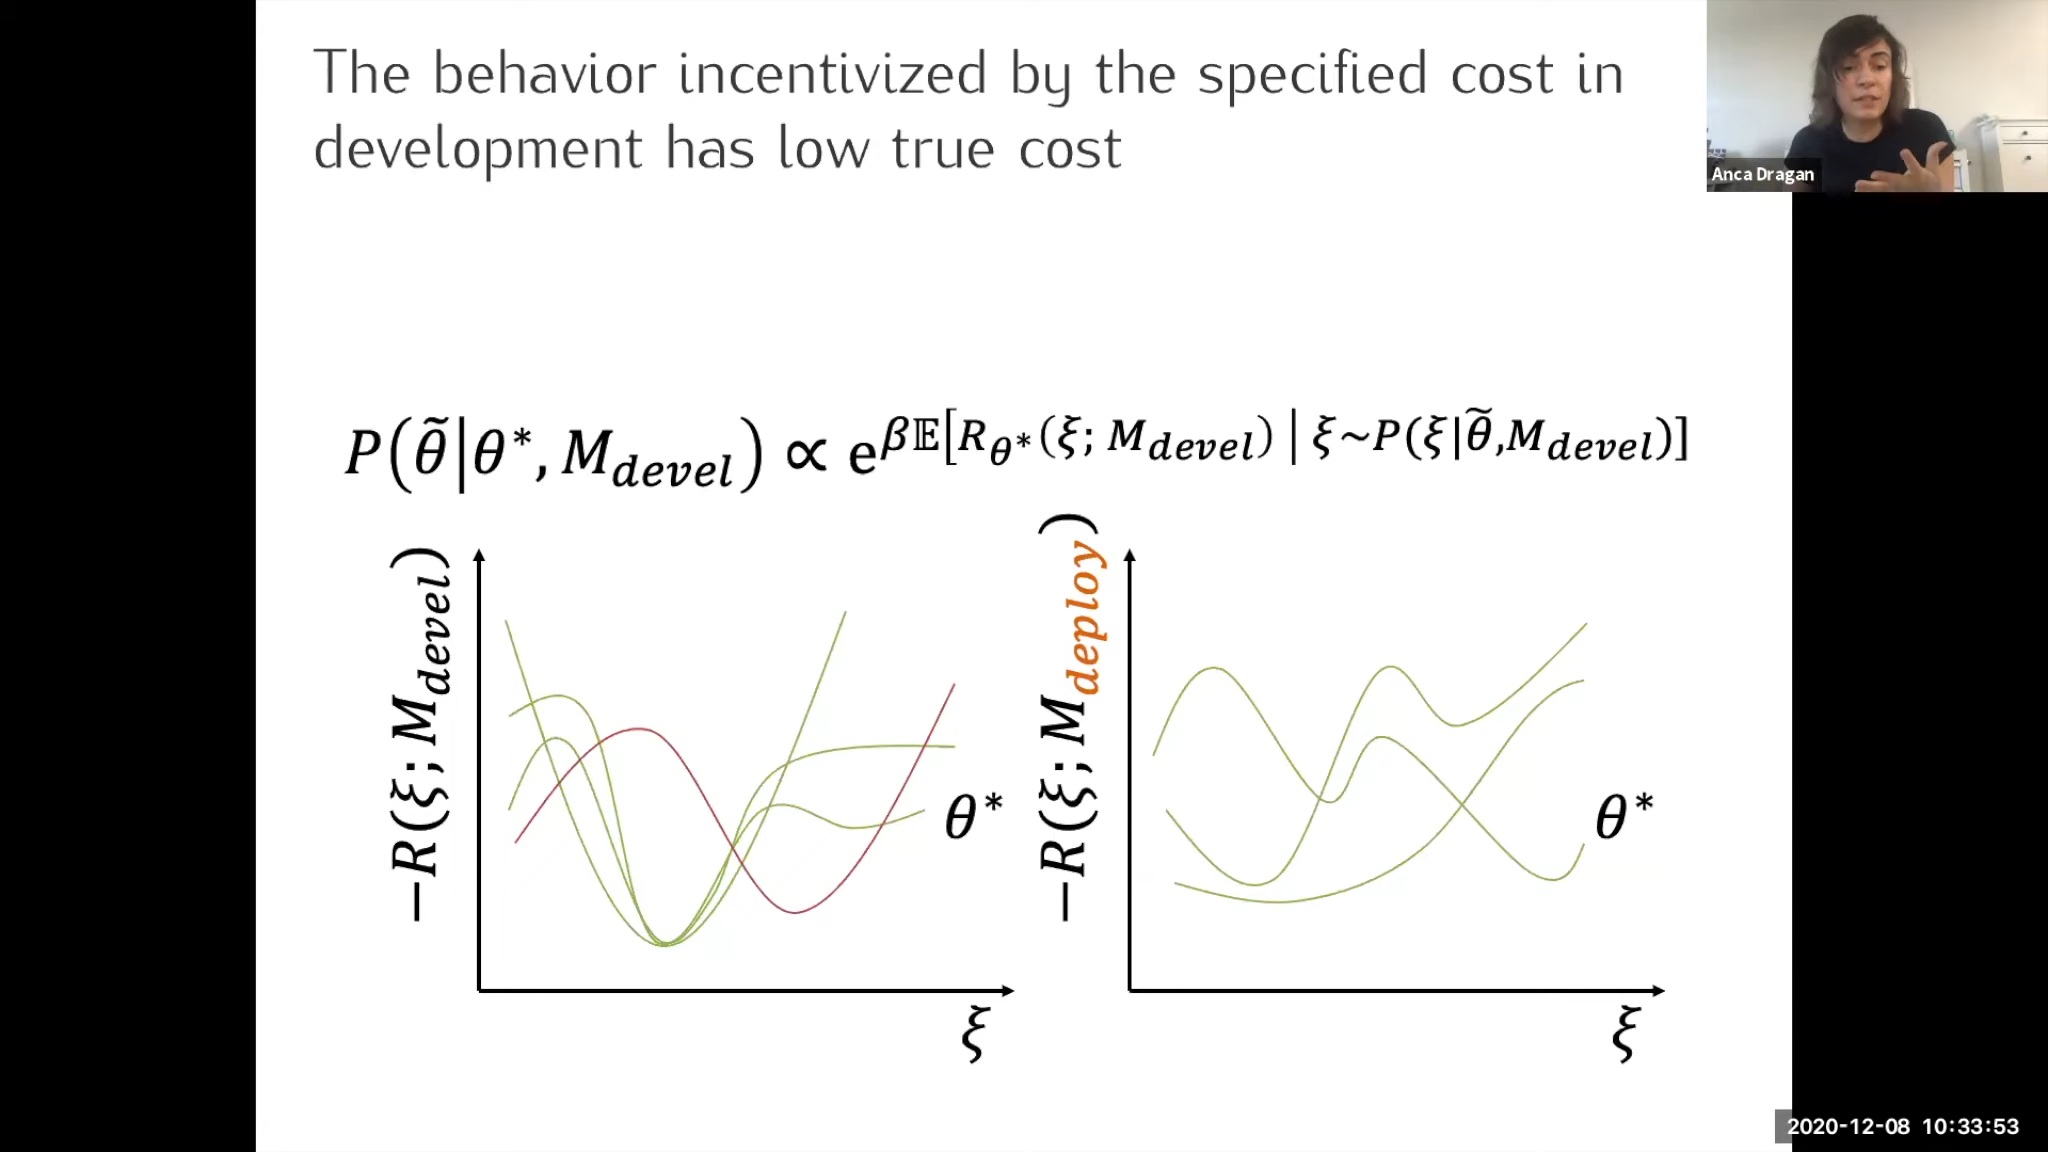 The behavior incentivized by the specified cost in
development has low true cost
Anca Dragan
P(θ̃|θ*, M_devel) ∝ e^{β𝔼[R_θ*(ξ; M_devel) | ξ~P(ξ|θ̃,M_devel)]}
−R(ξ; M_devel)
θ*
ξ
−R(ξ; M_deploy)
θ*
ξ
2020-12-08 10:33:53